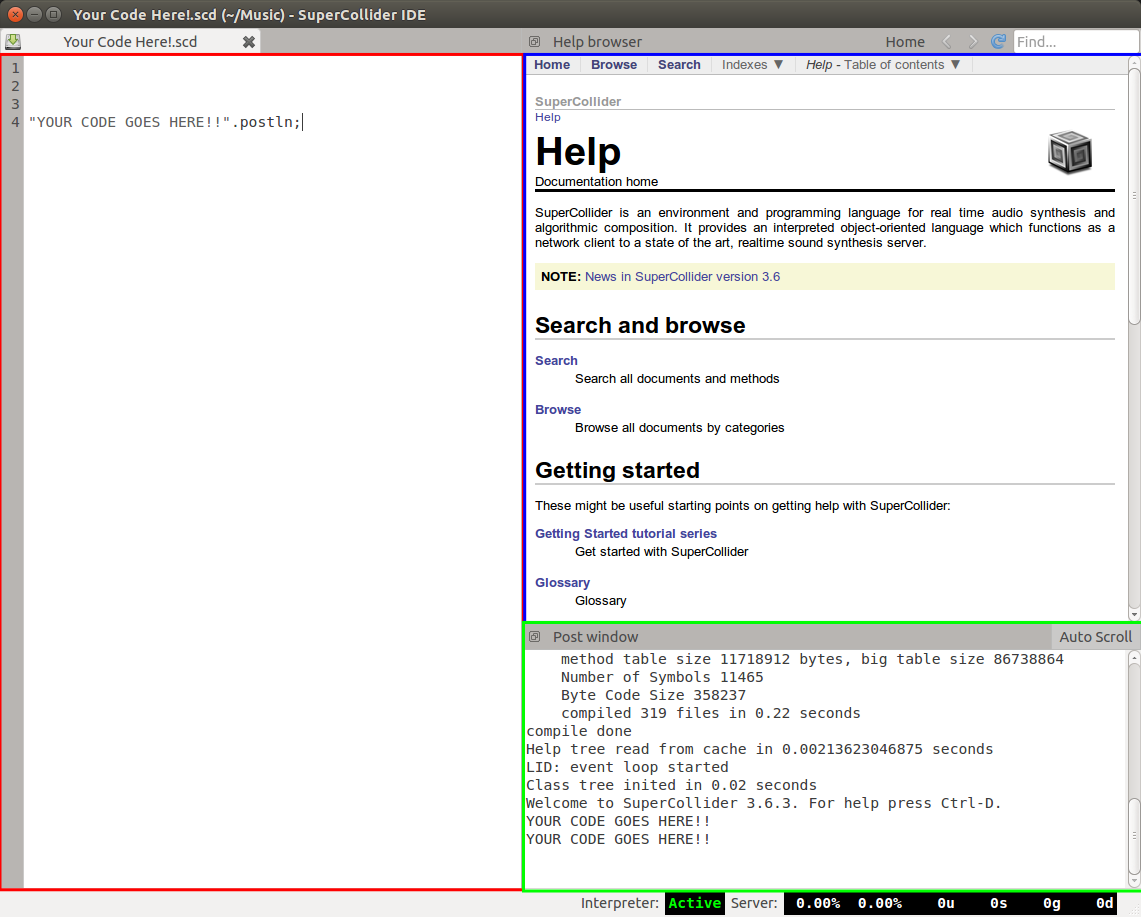 Your Code Here!.scd (~/Music) - SuperCollider IDE
Your Code Here!.scd
1
2
3
4 "YOUR CODE GOES HERE!!".postln;
Help browser Home Find...
Home Browse Search Indexes ▼ Help - Table of contents ▼
SuperCollider
Help
Help
Documentation home
SuperCollider is an environment and programming language for real time audio synthesis and
algorithmic composition. It provides an interpreted object-oriented language which functions as a
network client to a state of the art, realtime sound synthesis server.
NOTE: News in SuperCollider version 3.6
Search and browse
Search
Search all documents and methods
Browse
Browse all documents by categories
Getting started
These might be useful starting points on getting help with SuperCollider:
Getting Started tutorial series
Get started with SuperCollider
Glossary
Glossary
Post window Auto Scroll
method table size 11718912 bytes, big table size 86738864
Number of Symbols 11465
Byte Code Size 358237
compiled 319 files in 0.22 seconds
compile done
Help tree read from cache in 0.00213623046875 seconds
LID: event loop started
Class tree inited in 0.02 seconds
Welcome to SuperCollider 3.6.3. For help press Ctrl-D.
YOUR CODE GOES HERE!!
YOUR CODE GOES HERE!!
Interpreter: Active Server: 0.00% 0.00% 0u 0s 0g 0d